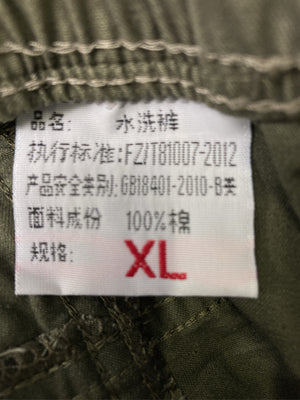 品名: 水洗裤
执行标准:FZ/T81007-2012
产品安全类别:GB18401-2010-B类
面料成份 100%棉
规格: XL